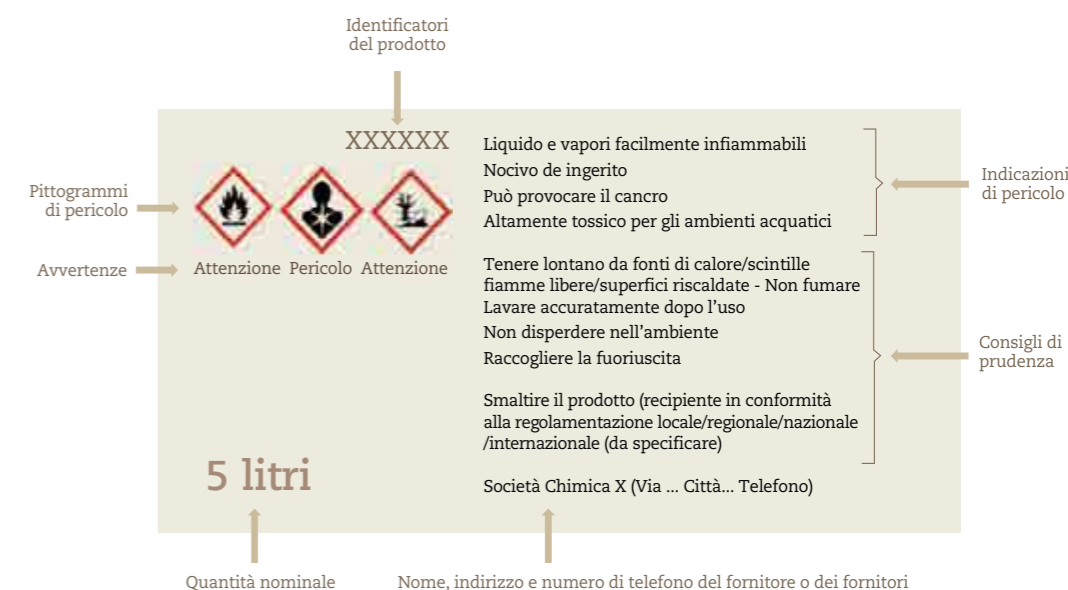 Identificatori
del prodotto
XXXXXX
Pittogrammi
di pericolo
Avvertenze
Attenzione Pericolo Attenzione
Liquido e vapori facilmente infiammabili
Nocivo de ingerito
Può provocare il cancro
Altamente tossico per gli ambienti acquatici
Indicazioni
di pericolo
Tenere lontano da fonti di calore/scintille
fiamme libere/superfici riscaldate - Non fumare
Lavare accuratamente dopo l'uso
Non disperdere nell'ambiente
Raccogliere la fuoriuscita
Smaltire il prodotto (recipiente in conformità
alla regolamentazione locale/regionale/nazionale
/internazionale (da specificare)
Consigli di
prudenza
5 litri
Società Chimica X (Via ... Città... Telefono)
Quantità nominale
Nome, indirizzo e numero di telefono del fornitore o dei fornitori